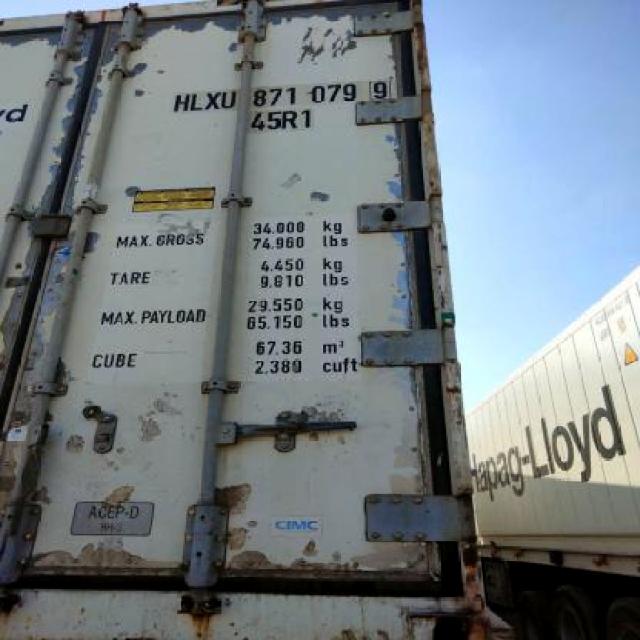 yd
HLXU 871 079 9
45R1
MAX. GROSS 34.000 kg
74.960 lbs
TARE 4.450 kg
9.810 lbs
MAX. PAYLOAD 29.550 kg
65.150 lbs
CUBE 67.36 m³
2.380 cuft
ACEP-D
CIMC
Hapag-Lloyd